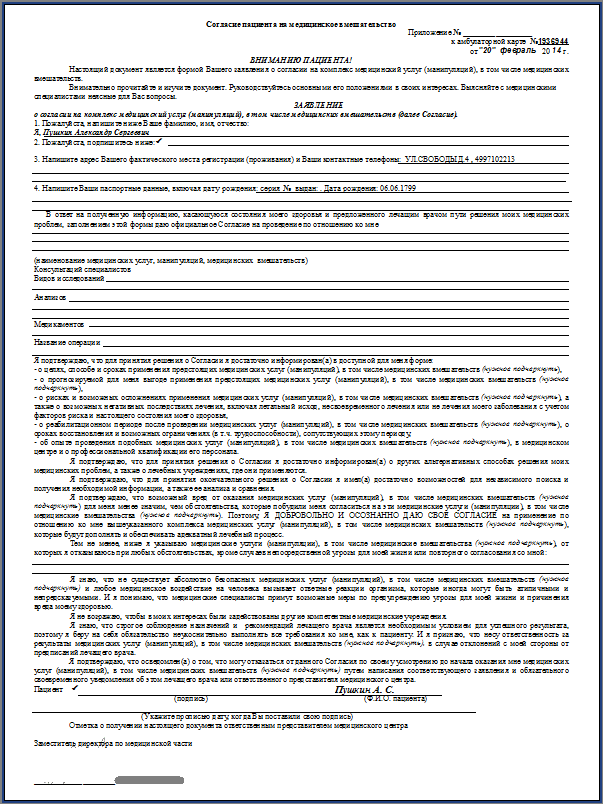 Согласие пациента на медицинское вмешательство
Приложение №
к амбулаторной карте №1936944
от "20" февраль 2014 г.
ВНИМАНИЮ ПАЦИЕНТА!
Настоящий документ является формой Вашего заявления о согласии на комплекс медицинский услуг (манипуляций), в том числе медицинских
вмешательств.
Внимательно прочитайте и изучите документ. Руководствуйтесь основными его положениями в своих интересах. Выясняйте с медицинскими
специалистами неясные для Вас вопросы.
ЗАЯВЛЕНИЕ
о согласии на комплекс медицинский услуг (манипуляций), в том числе медицинских вмешательств (далее Согласие).
1. Пожалуйста, напишите ниже Ваше фамилию, имя, отчество:
Я, Пушкин Александр Сергеевич
2. Пожалуйста, подпишитесь ниже: ✔
3. Напишите адрес Вашего фактического места регистрации (проживания) и Ваши контактные телефоны: УЛ.СВОБОДЫ Д.4 , 4997102213
4. Напишите Ваши паспортные данные, включая дату рождения: серия № выдан: . Дата рождения: 06.06.1799
В ответ на полученную информацию, касающуюся состояния моего здоровья и предложенного лечащим врачом пути решения моих медицинских
проблем, заполнением этой формы даю официальное Согласие на проведение по отношению ко мне
(наименование медицинских услуг, манипуляций, медицинских вмешательств)
Консультаций специалистов
Видов исследований
Анализов
Медикаментов
Название операции
Я подтверждаю, что для принятия решения о Согласии я достаточно информирован(а) в доступной для меня форме:
- о целях, способе и сроках применения предстоящих медицинских услуг (манипуляций), в том числе медицинских вмешательств (нужное подчеркнуть),
- о прогнозируемой для меня выгоде применения предстоящих медицинских услуг (манипуляций), в том числе медицинских вмешательств (нужное
подчеркнуть),
- о рисках и возможных осложнениях применения медицинских услуг (манипуляций), в том числе медицинских вмешательств (нужное подчеркнуть), а
также о возможных негативных последствиях лечения, включая летальный исход, несвоевременного лечения или не лечения моего заболевания с учетом
факторов риска и настоящего состояния моего здоровья,
- о реабилитационном периоде после проведения медицинских услуг (манипуляций), в том числе медицинских вмешательств (нужное подчеркнуть), о
сроках восстановления и возможных ограничениях (в т.ч. трудоспособности), сопутствующих этому периоду,
- об опыте проведения подобных медицинских услуг (манипуляций), в том числе медицинских вмешательств (нужное подчеркнуть), в медицинском
центре и о профессиональной квалификации его персонала.
Я подтверждаю, что для принятия решения о Согласии я достаточно информирован(а) о других альтернативных способах решения моих
медицинских проблем, а также о лечебных учреждениях, где они применяются.
Я подтверждаю, что для принятия окончательного решения о Согласии я имел(а) достаточно возможностей для независимого поиска и
получения необходимой информации, а также ее анализа и сравнения.
Я подтверждаю, что возможный вред от оказания медицинских услуг (манипуляций), в том числе медицинских вмешательств (нужное
подчеркнуть) для меня менее значим, чем обстоятельства, которые побудили меня согласиться на эти медицинские услуги (манипуляции), в том числе
медицинские вмешательства (нужное подчеркнуть). Поэтому, Я ДОБРОВОЛЬНО И ОСОЗНАННО ДАЮ СВОЁ СОГЛАСИЕ на применение по
отношению ко мне вышеуказанного комплекса медицинских услуг (манипуляций), в том числе медицинских вмешательств (нужное подчеркнуть),
которые будут дополнять и обеспечивать адекватный лечебный процесс.
Тем не менее, ниже я указываю медицинские услуги (манипуляции), в том числе медицинские вмешательства (нужное подчеркнуть), от
которых я отказываюсь при любых обстоятельствах, кроме случаев непосредственной угрозы для моей жизни или повторного согласования со мной:
Я знаю, что не существует абсолютно безопасных медицинских услуг (манипуляций), в том числе медицинских вмешательств (нужное
подчеркнуть) и любое медицинское воздействие на человека вызывает ответные реакции организма, которые иногда могут быть атипичными и
непредсказуемыми. И я понимаю, что медицинские специалисты примут возможные меры по предупреждению угрозы для моей жизни и причинения
вреда моему здоровью.
Я не возражаю, чтобы в моих интересах были задействованы другие компетентные медицинские учреждения.
Я знаю, что строгое соблюдение назначений и рекомендаций лечащего врача является необходимым условием для успешного результата,
поэтому я беру на себя обязательство неукоснительно выполнять все требования ко мне, как к пациенту. И я признаю, что несу ответственность за
результаты медицинских услуг (манипуляций), в том числе медицинских вмешательств (нужное подчеркнуть), в случае отклонений с моей стороны от
предписаний лечащего врача.
Я подтверждаю, что осведомлен(а) о том, что могу отказаться от данного Согласия по своему усмотрению до начала оказания мне медицинских
услуг (манипуляций), в том числе медицинских вмешательств (нужное подчеркнуть) путем написания соответствующего заявления и обязательного
своевременного уведомления об этом лечащего врача или ответственного представителя медицинского центра.
Пациент ✔ Пушкин А. С.
(подпись) (Ф.И.О. пациента)
(Укажите прописью дату, когда Вы поставили свою подпись)
Отметка о получении настоящего документа ответственным представителем медицинского центра
Заместитель директора по медицинской части